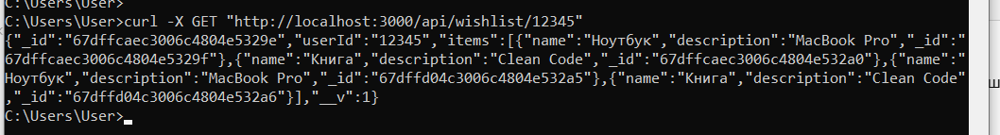 C:\Users\User>
C:\Users\User>curl -X GET "http://localhost:3000/api/wishlist/12345"
{"_id":"67dffcaec3006c4804e5329e","userId":"12345","items":[{"name":"Ноутбук","description":"MacBook Pro","_id":"
67dffcaec3006c4804e5329f"},{"name":"Книга","description":"Clean Code","_id":"67dffcaec3006c4804e532a0"},{"name":"
Ноутбук","description":"MacBook Pro","_id":"67dffd04c3006c4804e532a5"},{"name":"Книга","description":"Clean Code"
,"_id":"67dffd04c3006c4804e532a6"}],"__v":1}
C:\Users\User>
ш